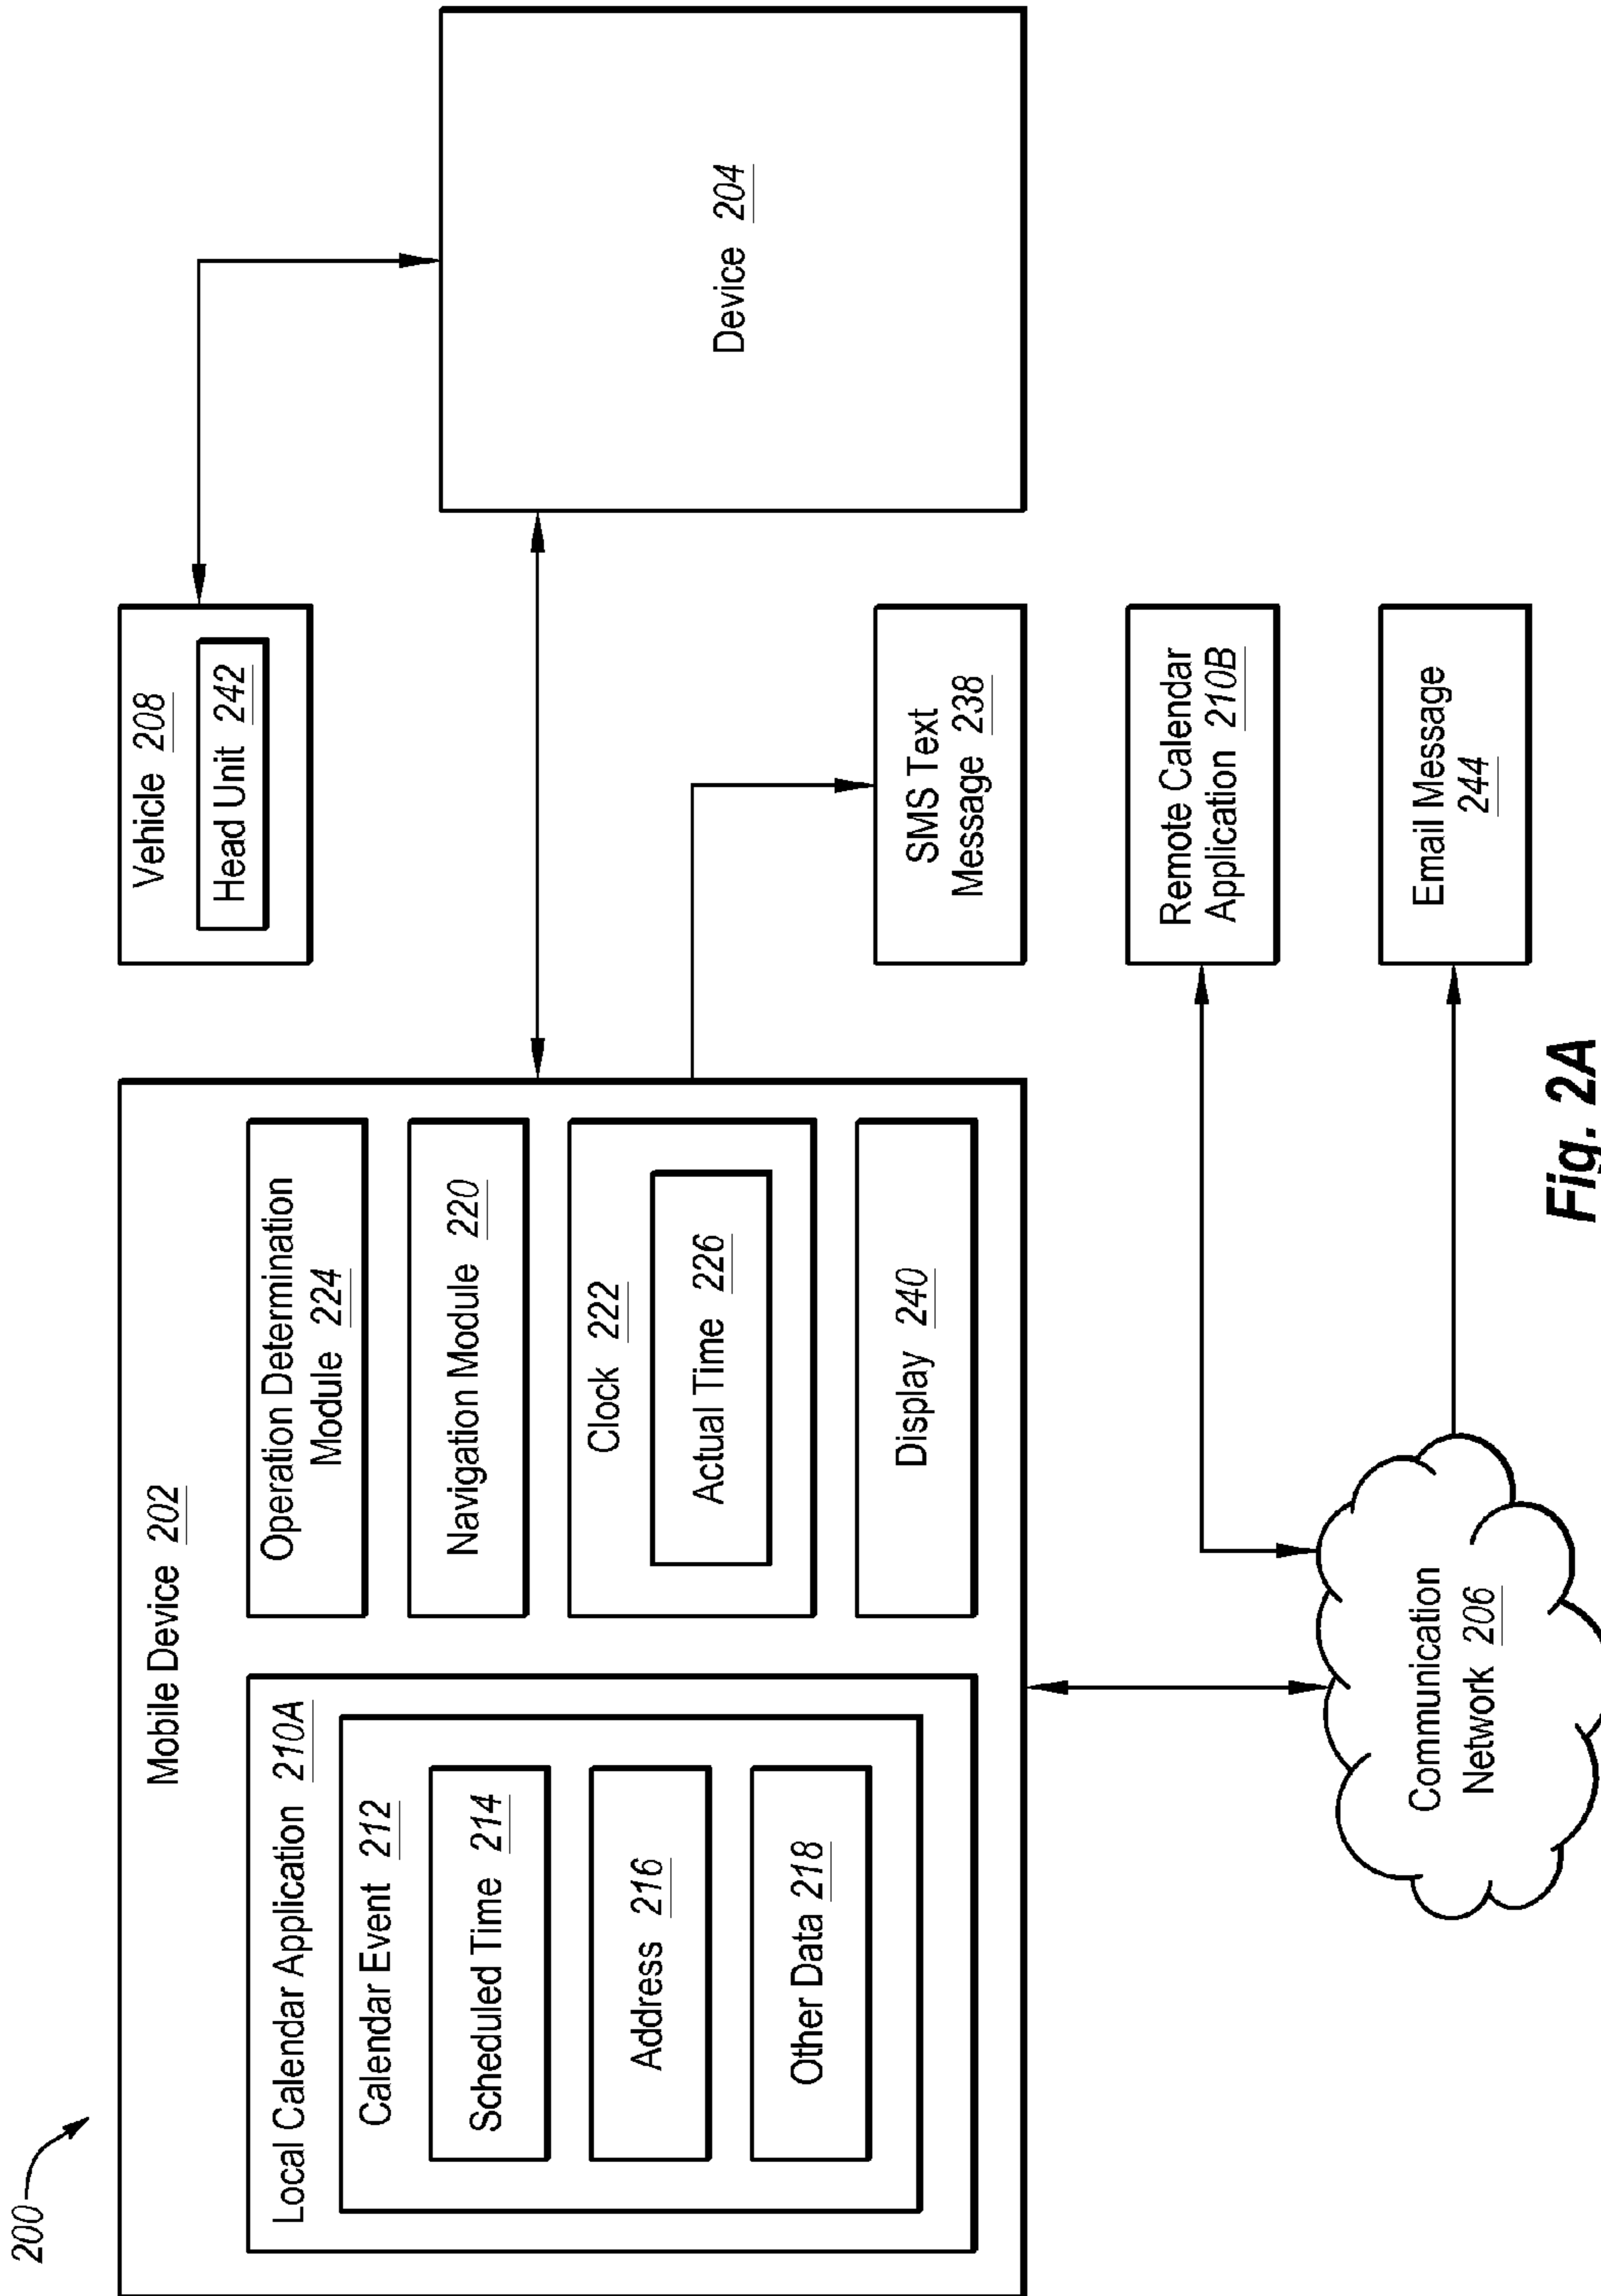 200
Mobile Device 202
Local Calendar Application 210A
Calendar Event 212
Scheduled Time 214
Address 216
Other Data 218
Operation Determination
Module 224
Navigation Module 220
Clock 222
Actual Time 226
Display 240
Vehicle 208
Head Unit 242
Device 204
SMS Text
Message 238
Remote Calendar
Application 210B
Email Message
244
Communication
Network 206
Fig. 2A